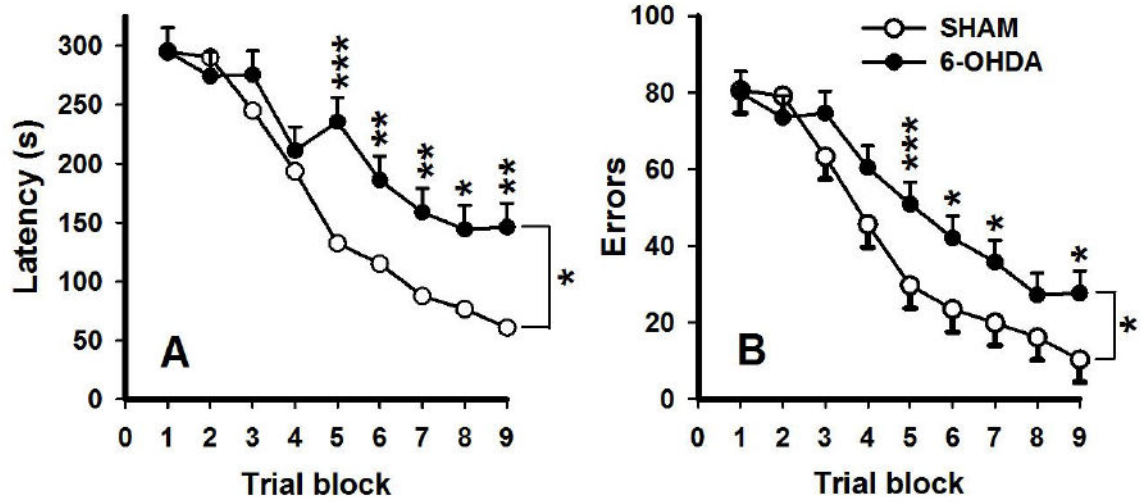 Latency (s)
300
250
200
150
100
50
0
***
**
**
*
**
*
A
0 1 2 3 4 5 6 7 8 9
Trial block
Errors
100
80
60
40
20
0
SHAM
6-OHDA
***
*
*
*
*
B
0 1 2 3 4 5 6 7 8 9
Trial block